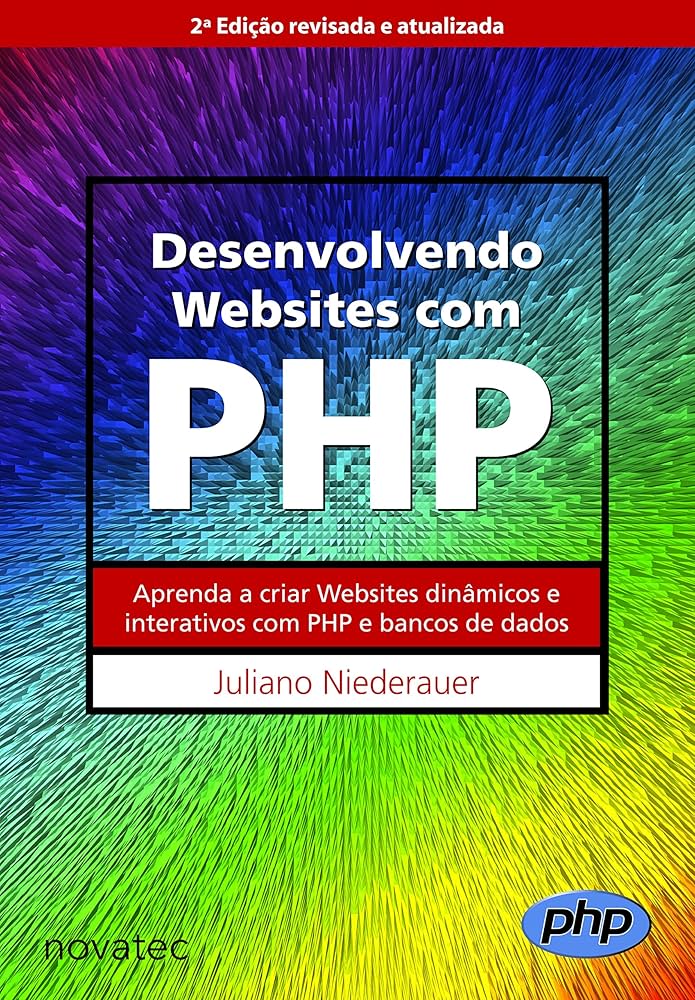 2ª Edição revisada e atualizada
Desenvolvendo
Websites com
PHP
Aprenda a criar Websites dinâmicos e
interativos com PHP e bancos de dados
Juliano Niederauer
novatec
php